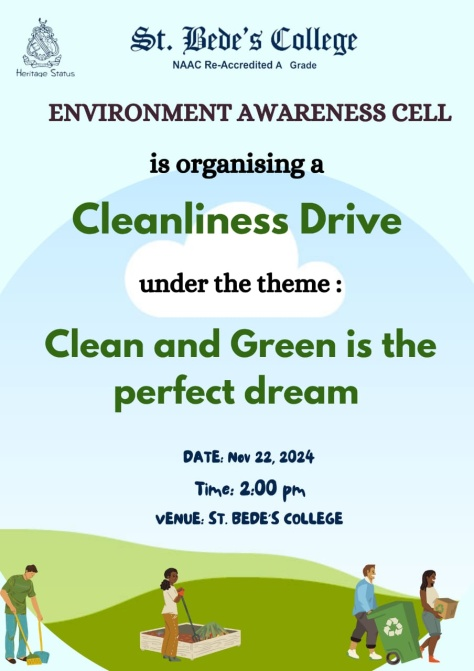 St. Bede's College
NAAC Re-Accredited A Grade
Heritage Status
ENVIRONMENT AWARENESS CELL
is organising a
Cleanliness Drive
under the theme :
Clean and Green is the
perfect dream
DATE: Nov 22, 2024
Time: 2:00 pm
VENUE: ST. BEDE'S COLLEGE